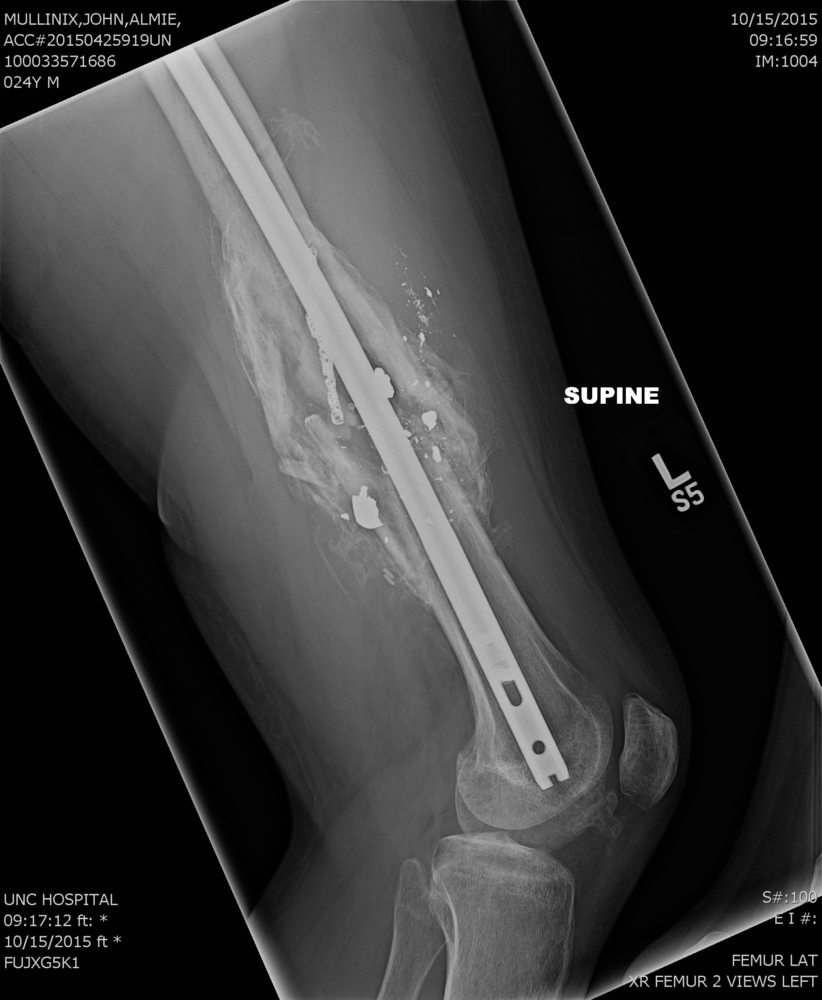 MULLINIX,JOHN,ALMIE,
ACC#20150425919UN
100033571686
024Y M
10/15/2015
09:16:59
IM:1004
SUPINE
L
S5
UNC HOSPITAL
09:17:12 ft: *
10/15/2015 ft *
FUJXG5K1
S#:100
E I #:
FEMUR LAT
XR FEMUR 2 VIEWS LEFT